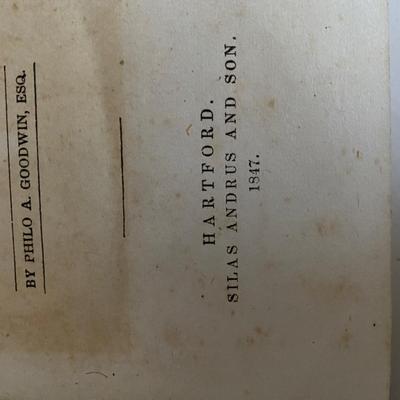 BY PHILO A. GOODWIN, ESQ.
HARTFORD.
SILAS ANDRUS AND SON.
1847.